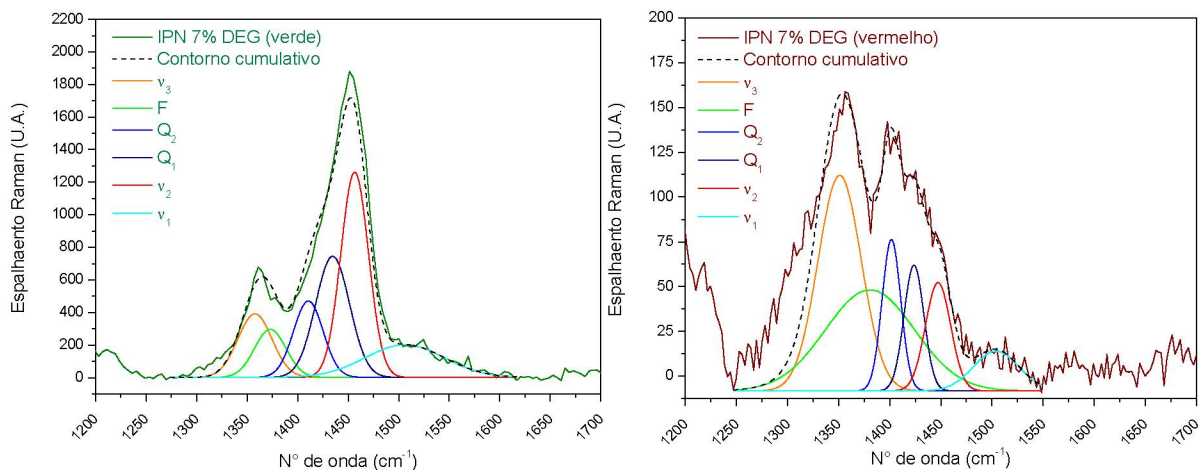 IPN 7% DEG (verde)
Contorno cumulativo
ν₃
F
Q₂
Q₁
ν₂
ν₁
Espalhaento Raman (U.A.)
2200
2000
1800
1600
1400
1200
1000
800
600
400
200
0
1200
1250
1300
1350
1400
1450
1500
1550
1600
1650
1700
N° de onda (cm⁻¹)
IPN 7% DEG (vermelho)
Contorno cumulativo
ν₃
F
Q₂
Q₁
ν₂
ν₁
Espalhaento Raman (U.A.)
200
175
150
125
100
75
50
25
0
1200
1250
1300
1350
1400
1450
1500
1550
1600
1650
1700
N° de onda (cm⁻¹)